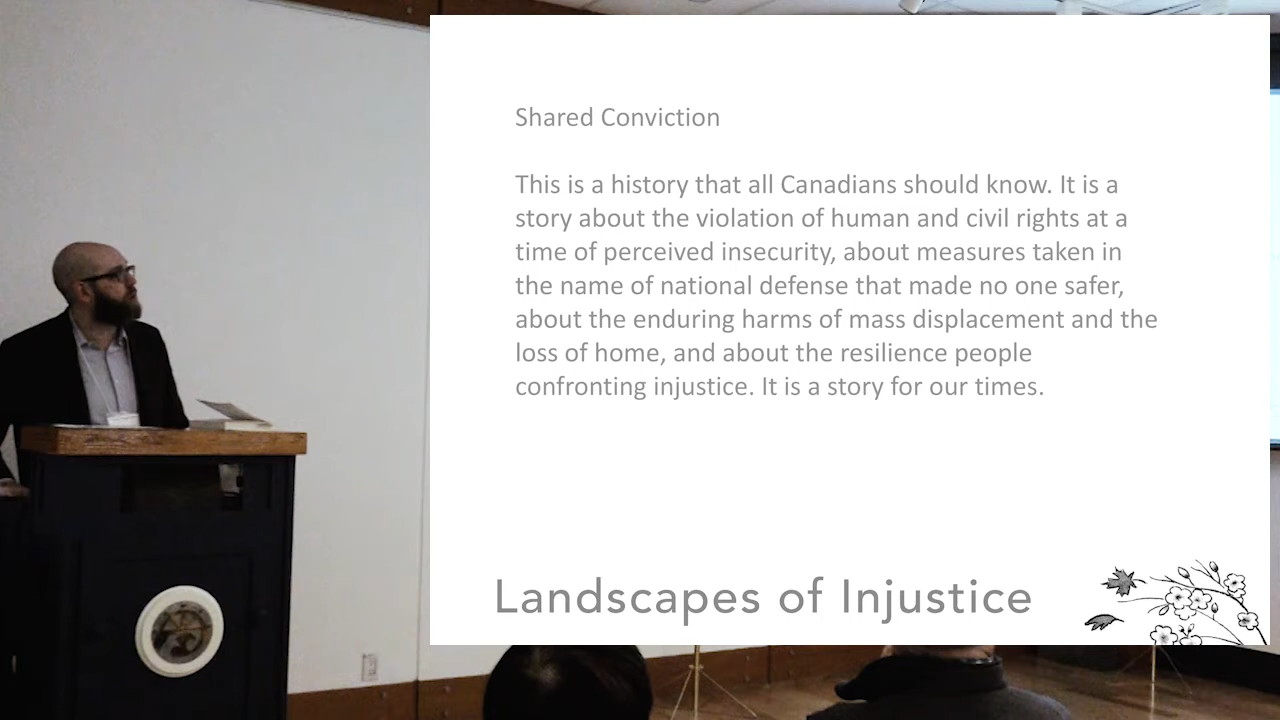 Shared Conviction
This is a history that all Canadians should know. It is a
story about the violation of human and civil rights at a
time of perceived insecurity, about measures taken in
the name of national defense that made no one safer,
about the enduring harms of mass displacement and the
loss of home, and about the resilience people
confronting injustice. It is a story for our times.
Landscapes of Injustice